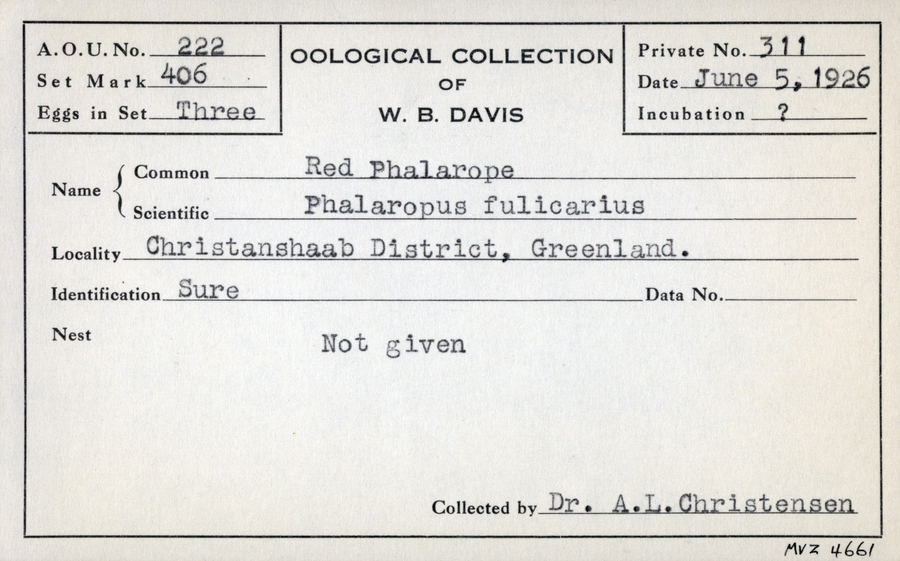 A.O.U. No. 222
Set Mark 406
Eggs in Set Three
OOLOGICAL COLLECTION
OF
W. B. DAVIS
Private No. 311
Date June 5, 1926
Incubation ?
Name
Common Red Phalarope
Scientific Phalaropus fulicarius
Locality Christanshaab District, Greenland.
Identification Sure Data No.
Nest
Not given
Collected by Dr. A.L.Christensen
MVZ 4661